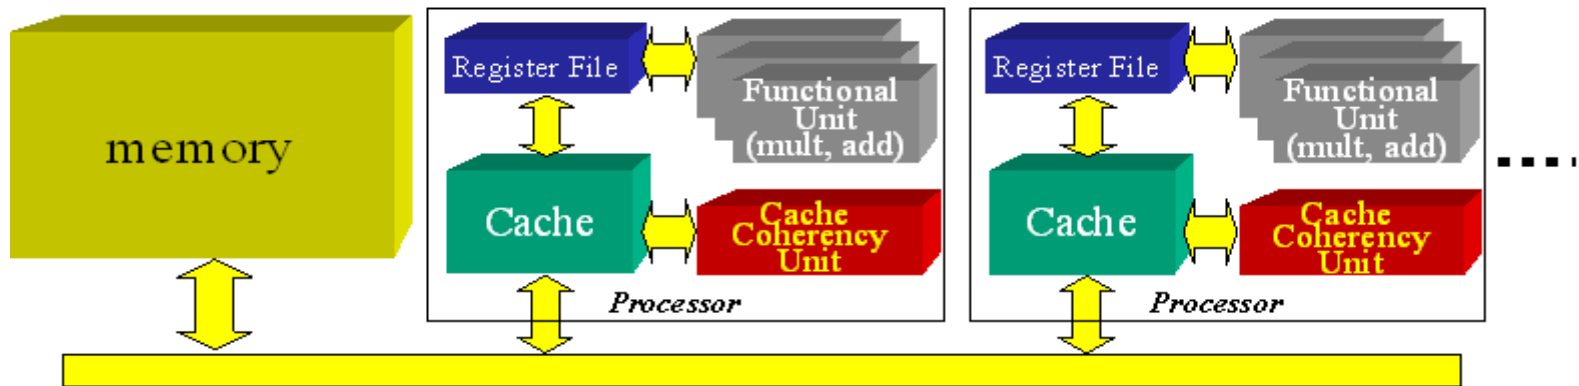 memory
Register File
Functional
Unit
(mult, add)
Cache
Cache
Coherency
Unit
Processor
Register File
Functional
Unit
(mult, add)
Cache
Cache
Coherency
Unit
Processor